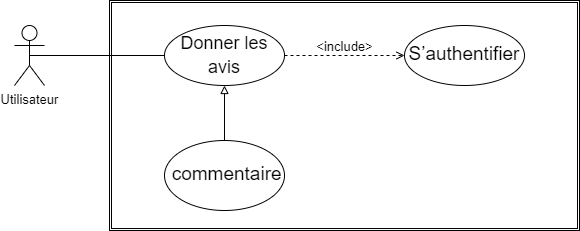 Donner les
avis
<include>
S'authentifier
Utilisateur
commentaire